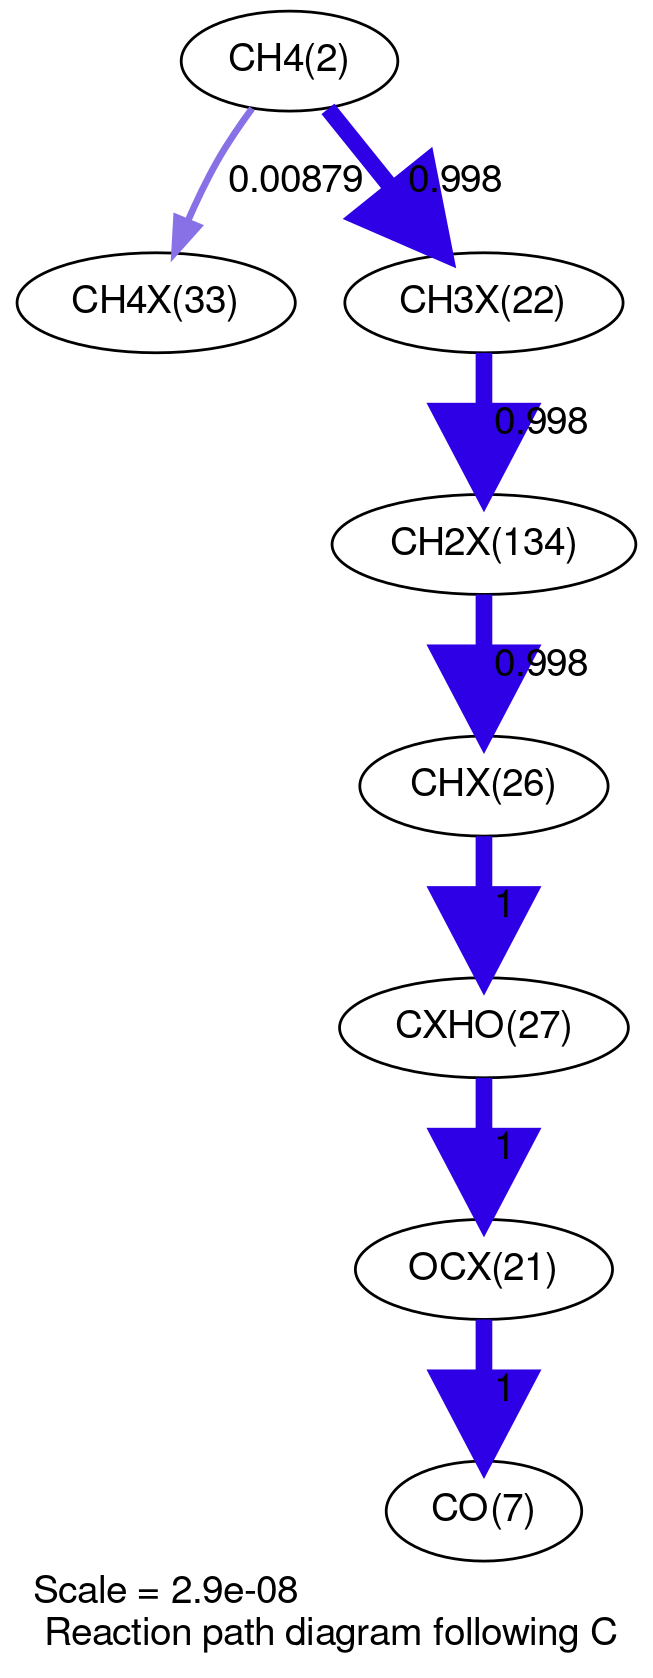 CH4(2)
0.00879
0.998
CH4X(33)
CH3X(22)
0.998
CH2X(134)
0.998
CHX(26)
1
CXHO(27)
1
OCX(21)
1
CO(7)
Scale = 2.9e-08
Reaction path diagram following C